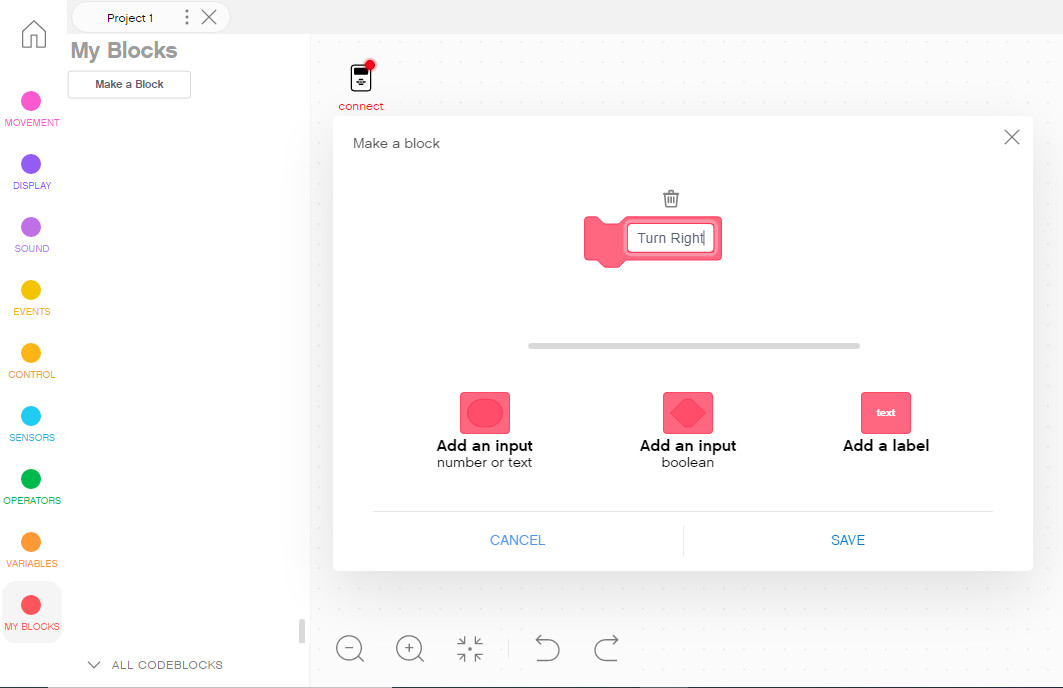 Project 1
My Blocks
Make a Block
connect
MOVEMENT
DISPLAY
SOUND
EVENTS
CONTROL
SENSORS
OPERATORS
VARIABLES
MY BLOCKS
Make a block
Turn Right
text
Add an input
number or text
Add an input
boolean
Add a label
CANCEL
SAVE
ALL CODEBLOCKS